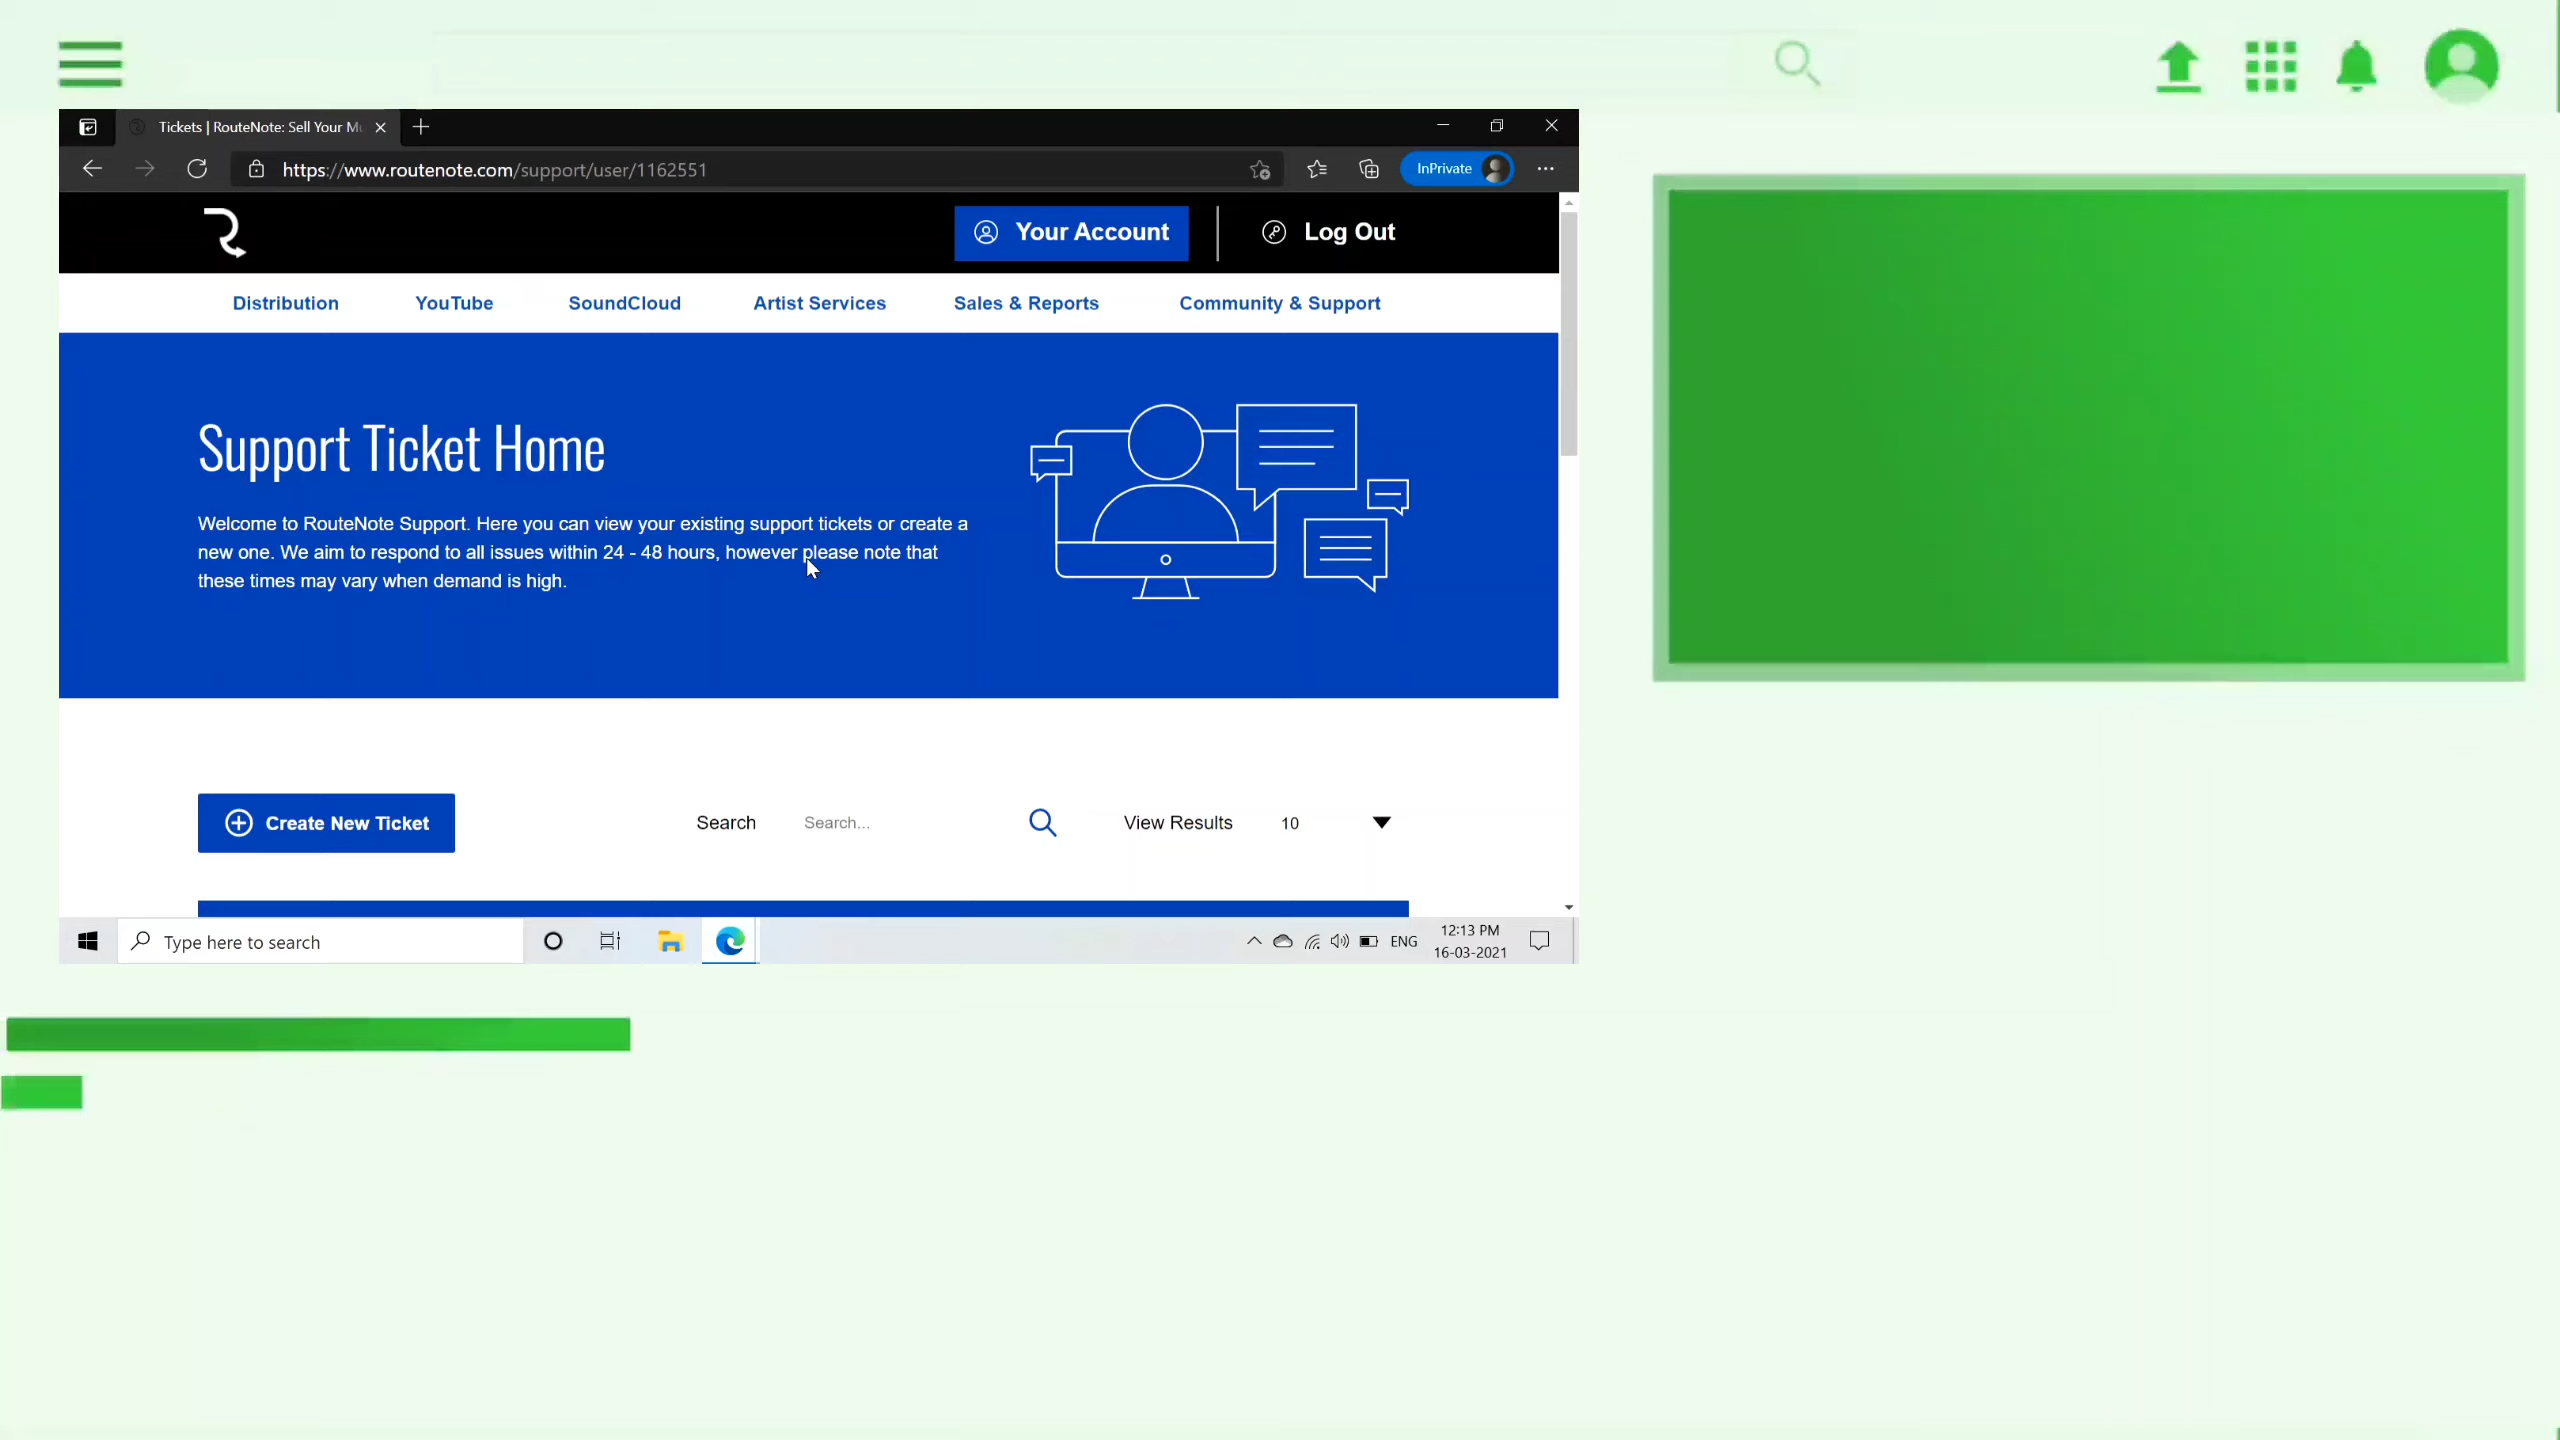 Tickets | RouteNote: Sell Your Mu
https://www.routenote.com/support/user/1162551
InPrivate
Your Account
Log Out
Distribution
YouTube
SoundCloud
Artist Services
Sales & Reports
Community & Support
Support Ticket Home
Welcome to RouteNote Support. Here you can view your existing support tickets or create a
new one. We aim to respond to all issues within 24 - 48 hours, however please note that
these times may vary when demand is high.
Create New Ticket
Search
Search...
View Results
10
Type here to search
ENG
12:13 PM
16-03-2021